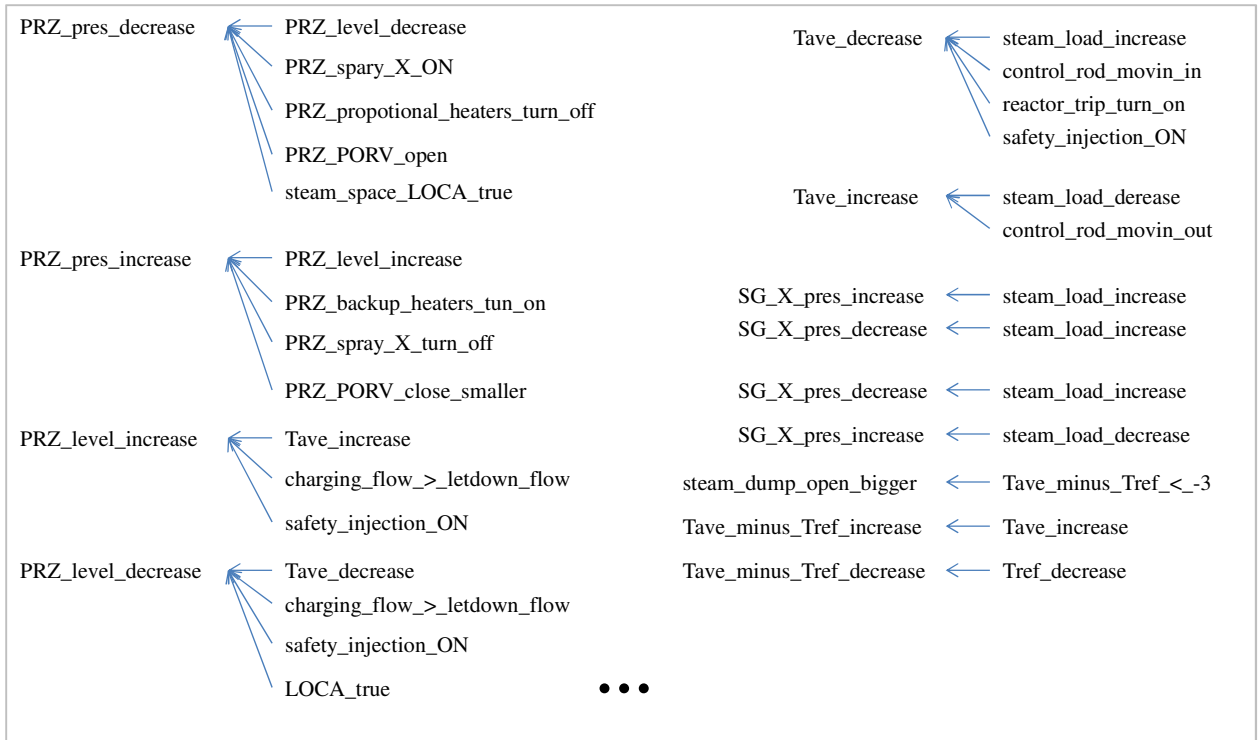 PRZ_pres_decrease
PRZ_level_decrease
PRZ_spary_X_ON
PRZ_propotional_heaters_turn_off
PRZ_PORV_open
steam_space_LOCA_true
PRZ_pres_increase
PRZ_level_increase
PRZ_backup_heaters_tun_on
PRZ_spray_X_turn_off
PRZ_PORV_close_smaller
PRZ_level_increase
Tave_increase
charging_flow_>_letdown_flow
safety_injection_ON
PRZ_level_decrease
Tave_decrease
charging_flow_>_letdown_flow
safety_injection_ON
LOCA_true
Tave_decrease
steam_load_increase
control_rod_movin_in
reactor_trip_turn_on
safety_injection_ON
Tave_increase
steam_load_derease
control_rod_movin_out
SG_X_pres_increase
steam_load_increase
SG_X_pres_decrease
steam_load_increase
SG_X_pres_decrease
steam_load_increase
SG_X_pres_increase
steam_load_decrease
steam_dump_open_bigger
Tave_minus_Tref_<_-3
Tave_minus_Tref_increase
Tave_increase
Tave_minus_Tref_decrease
Tref_decrease
•••